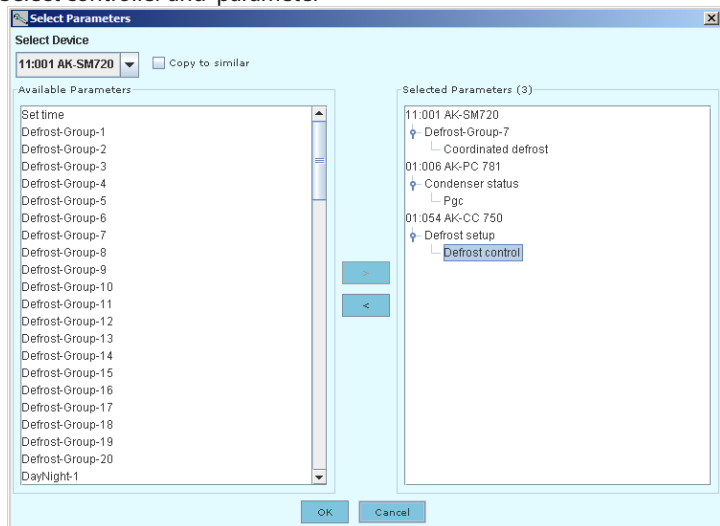 Select controller and parameter
Select Parameters
Select Device
11:001 AK-SM720
Copy to similar
Available Parameters
Set time
Defrost-Group-1
Defrost-Group-2
Defrost-Group-3
Defrost-Group-4
Defrost-Group-5
Defrost-Group-6
Defrost-Group-7
Defrost-Group-8
Defrost-Group-9
Defrost-Group-10
Defrost-Group-11
Defrost-Group-12
Defrost-Group-13
Defrost-Group-14
Defrost-Group-15
Defrost-Group-16
Defrost-Group-17
Defrost-Group-18
Defrost-Group-19
Defrost-Group-20
DayNight-1
>
<
Selected Parameters (3)
11:001 AK-SM720
Defrost-Group-7
Coordinated defrost
01:006 AK-PC 781
Condenser status
Pgc
01:054 AK-CC 750
Defrost setup
Defrost control
OK
Cancel